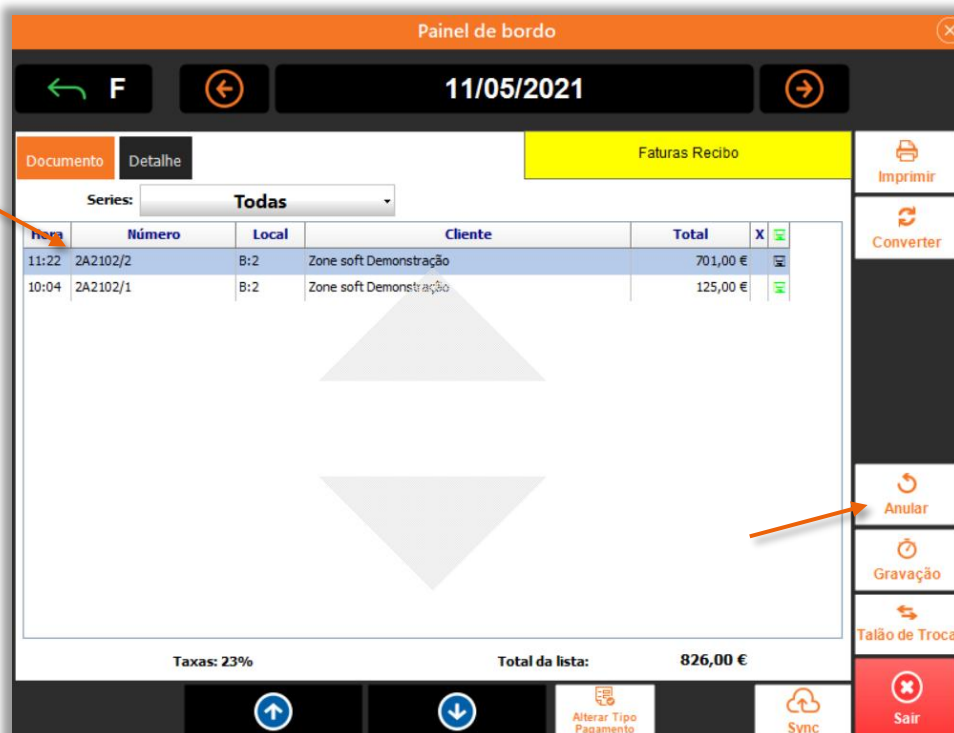 Painel de bordo
F
11/05/2021
Documento
Detalhe
Faturas Recibo
Imprimir
Series:
Todas
Converter
Hora Número Local Cliente Total X
11:22 2A2102/2 B:2 Zone soft Demonstração 701,00 €
10:04 2A2102/1 B:2 Zone soft Demonstração 125,00 €
Anular
Gravação
Talão de Troca
Taxas: 23% Total da lista: 826,00 €
Alterar Tipo
Pagamento
Sync
Sair